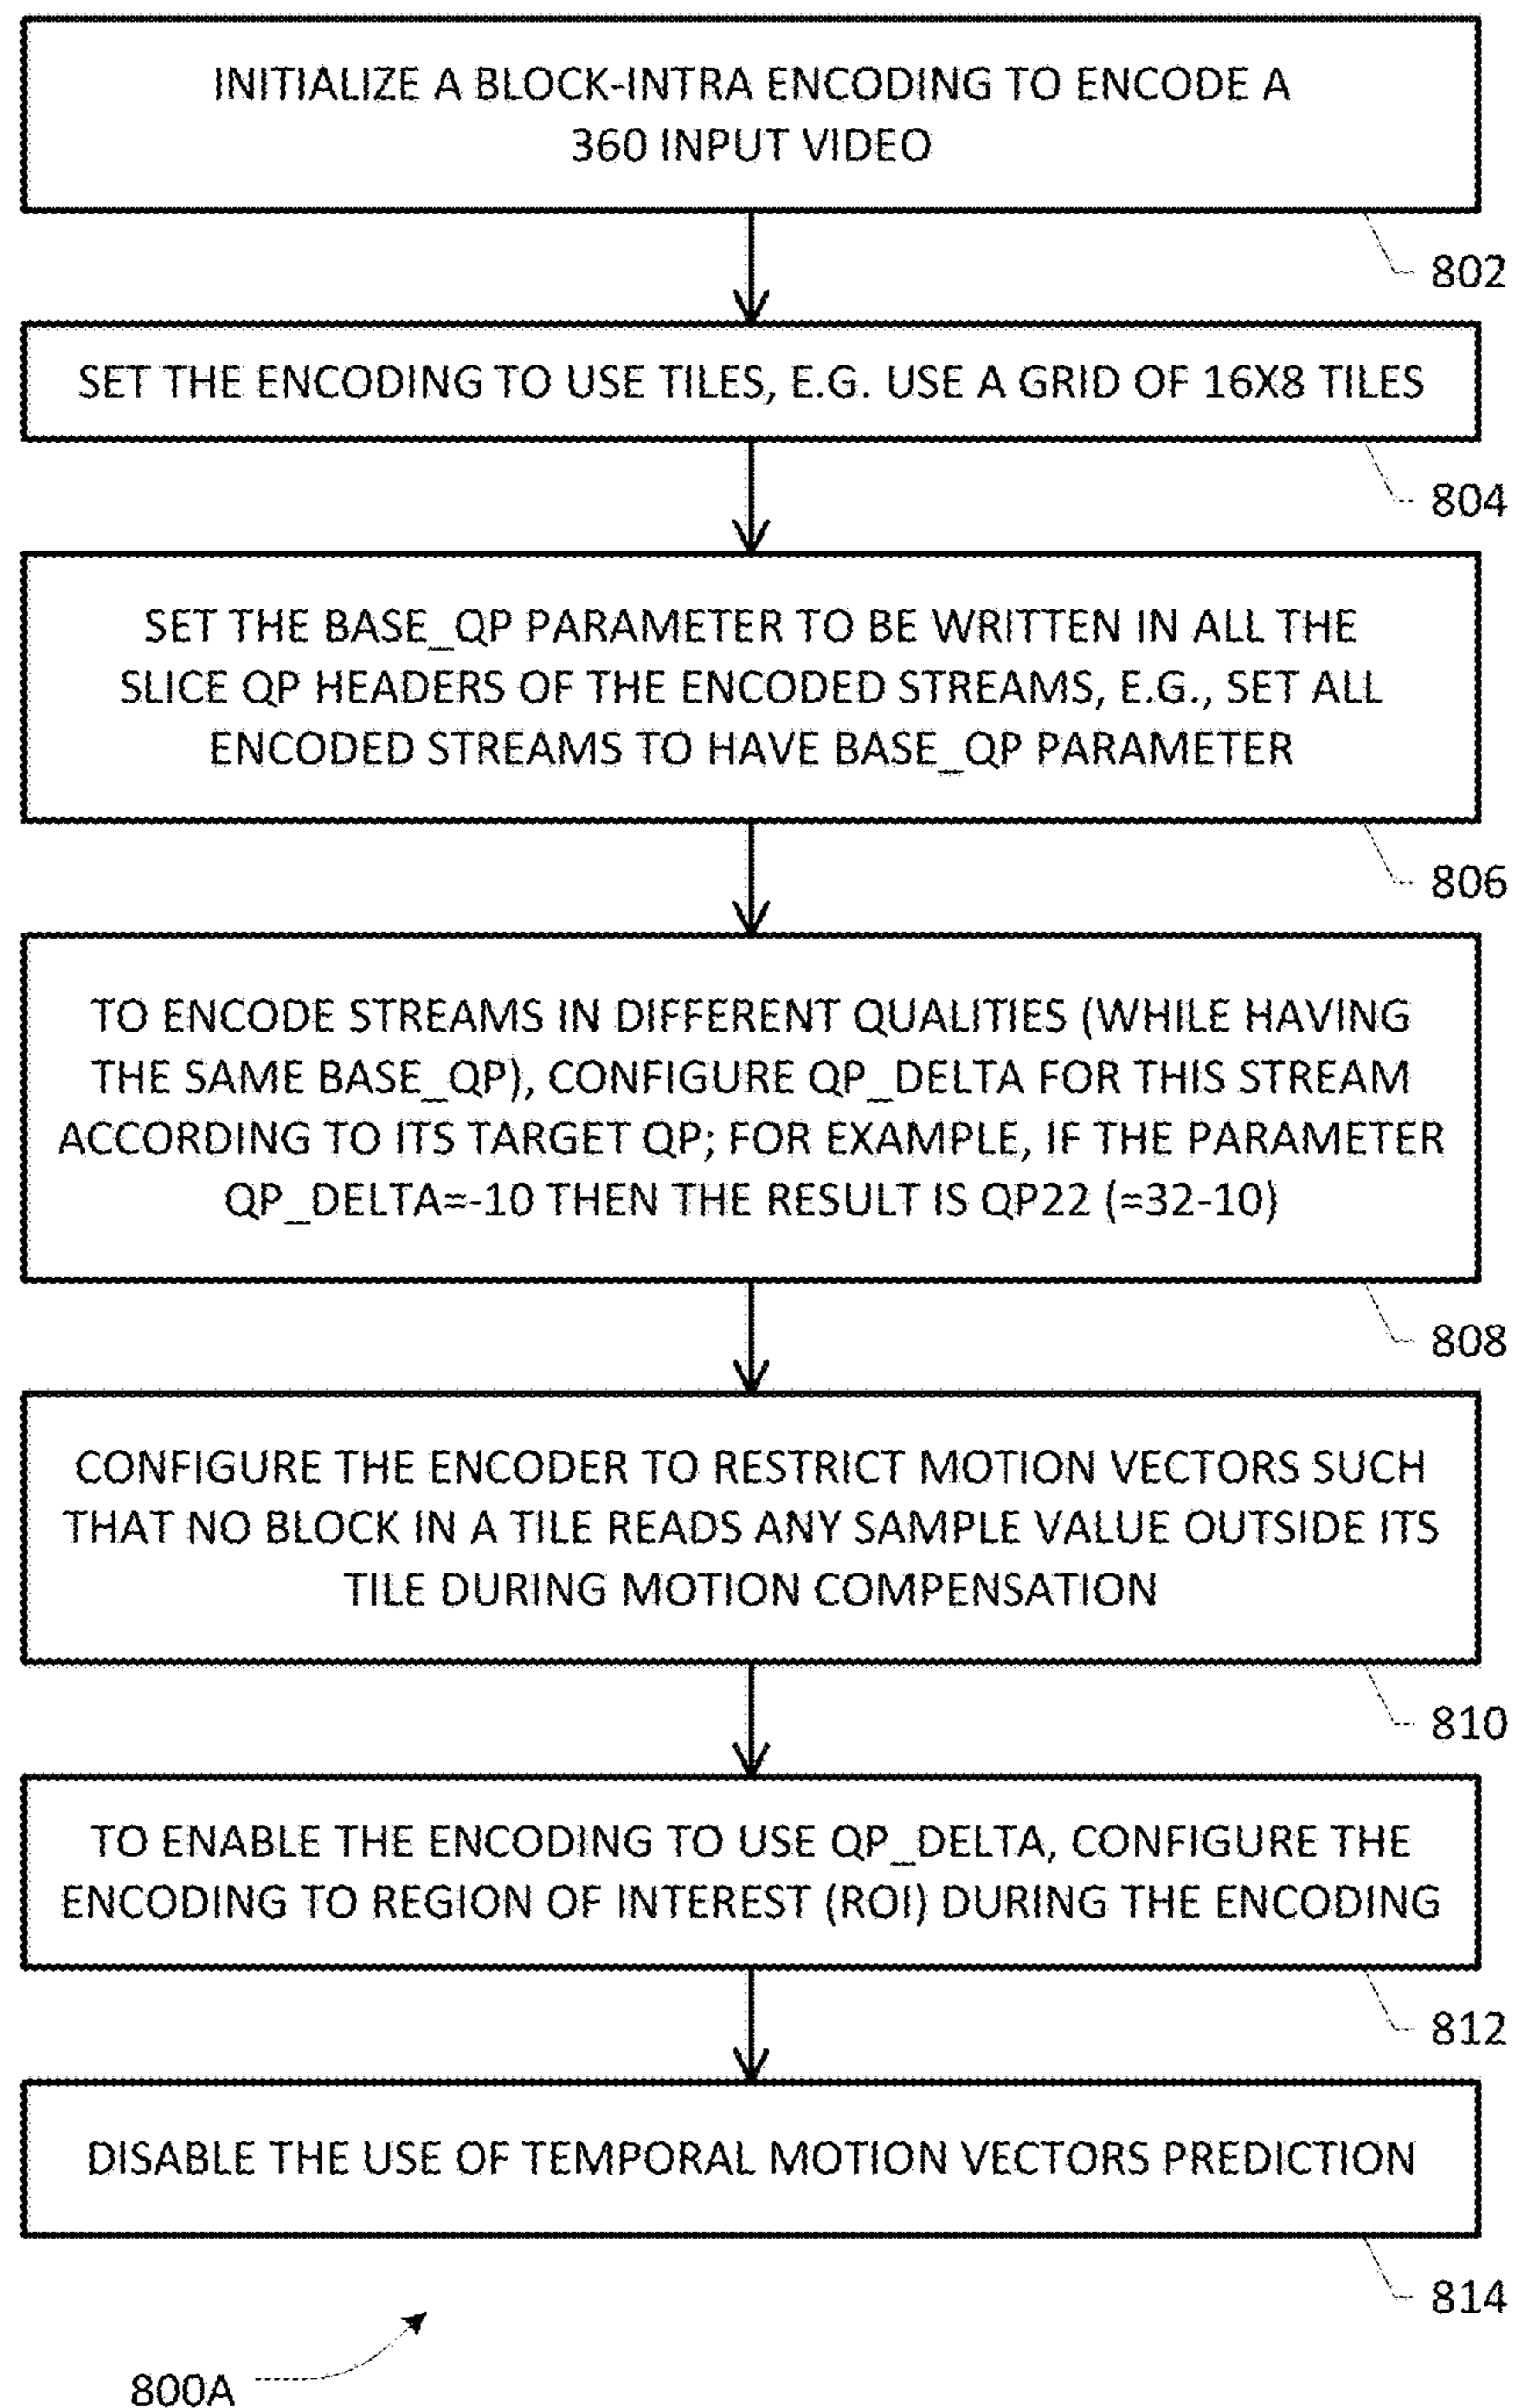 INITIALIZE A BLOCK-INTRA ENCODING TO ENCODE A
360 INPUT VIDEO
802
SET THE ENCODING TO USE TILES, E.G. USE A GRID OF 16X8 TILES
804
SET THE BASE_QP PARAMETER TO BE WRITTEN IN ALL THE
SLICE QP HEADERS OF THE ENCODED STREAMS, E.G., SET ALL
ENCODED STREAMS TO HAVE BASE_QP PARAMETER
806
TO ENCODE STREAMS IN DIFFERENT QUALITIES (WHILE HAVING
THE SAME BASE_QP), CONFIGURE QP_DELTA FOR THIS STREAM
ACCORDING TO ITS TARGET QP; FOR EXAMPLE, IF THE PARAMETER
QP_DELTA=-10 THEN THE RESULT IS QP22 (=32-10)
808
CONFIGURE THE ENCODER TO RESTRICT MOTION VECTORS SUCH
THAT NO BLOCK IN A TILE READS ANY SAMPLE VALUE OUTSIDE ITS
TILE DURING MOTION COMPENSATION
810
TO ENABLE THE ENCODING TO USE QP_DELTA, CONFIGURE THE
ENCODING TO REGION OF INTEREST (ROI) DURING THE ENCODING
812
DISABLE THE USE OF TEMPORAL MOTION VECTORS PREDICTION
814
800A